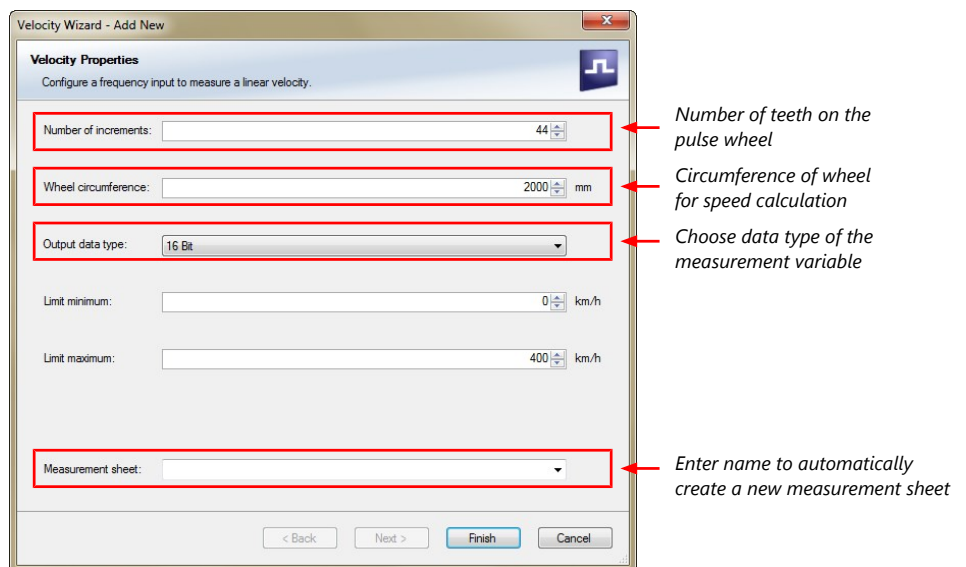 Velocity Wizard - Add New
Velocity Properties
Configure a frequency input to measure a linear velocity.
Number of increments: 44
Number of teeth on the
pulse wheel
Wheel circumference: 2000 mm
Circumference of wheel
for speed calculation
Output data type: 16 Bit
Choose data type of the
measurement variable
Limit minimum: 0 km/h
Limit maximum: 400 km/h
Measurement sheet:
Enter name to automatically
create a new measurement sheet
< Back Next > Finish Cancel